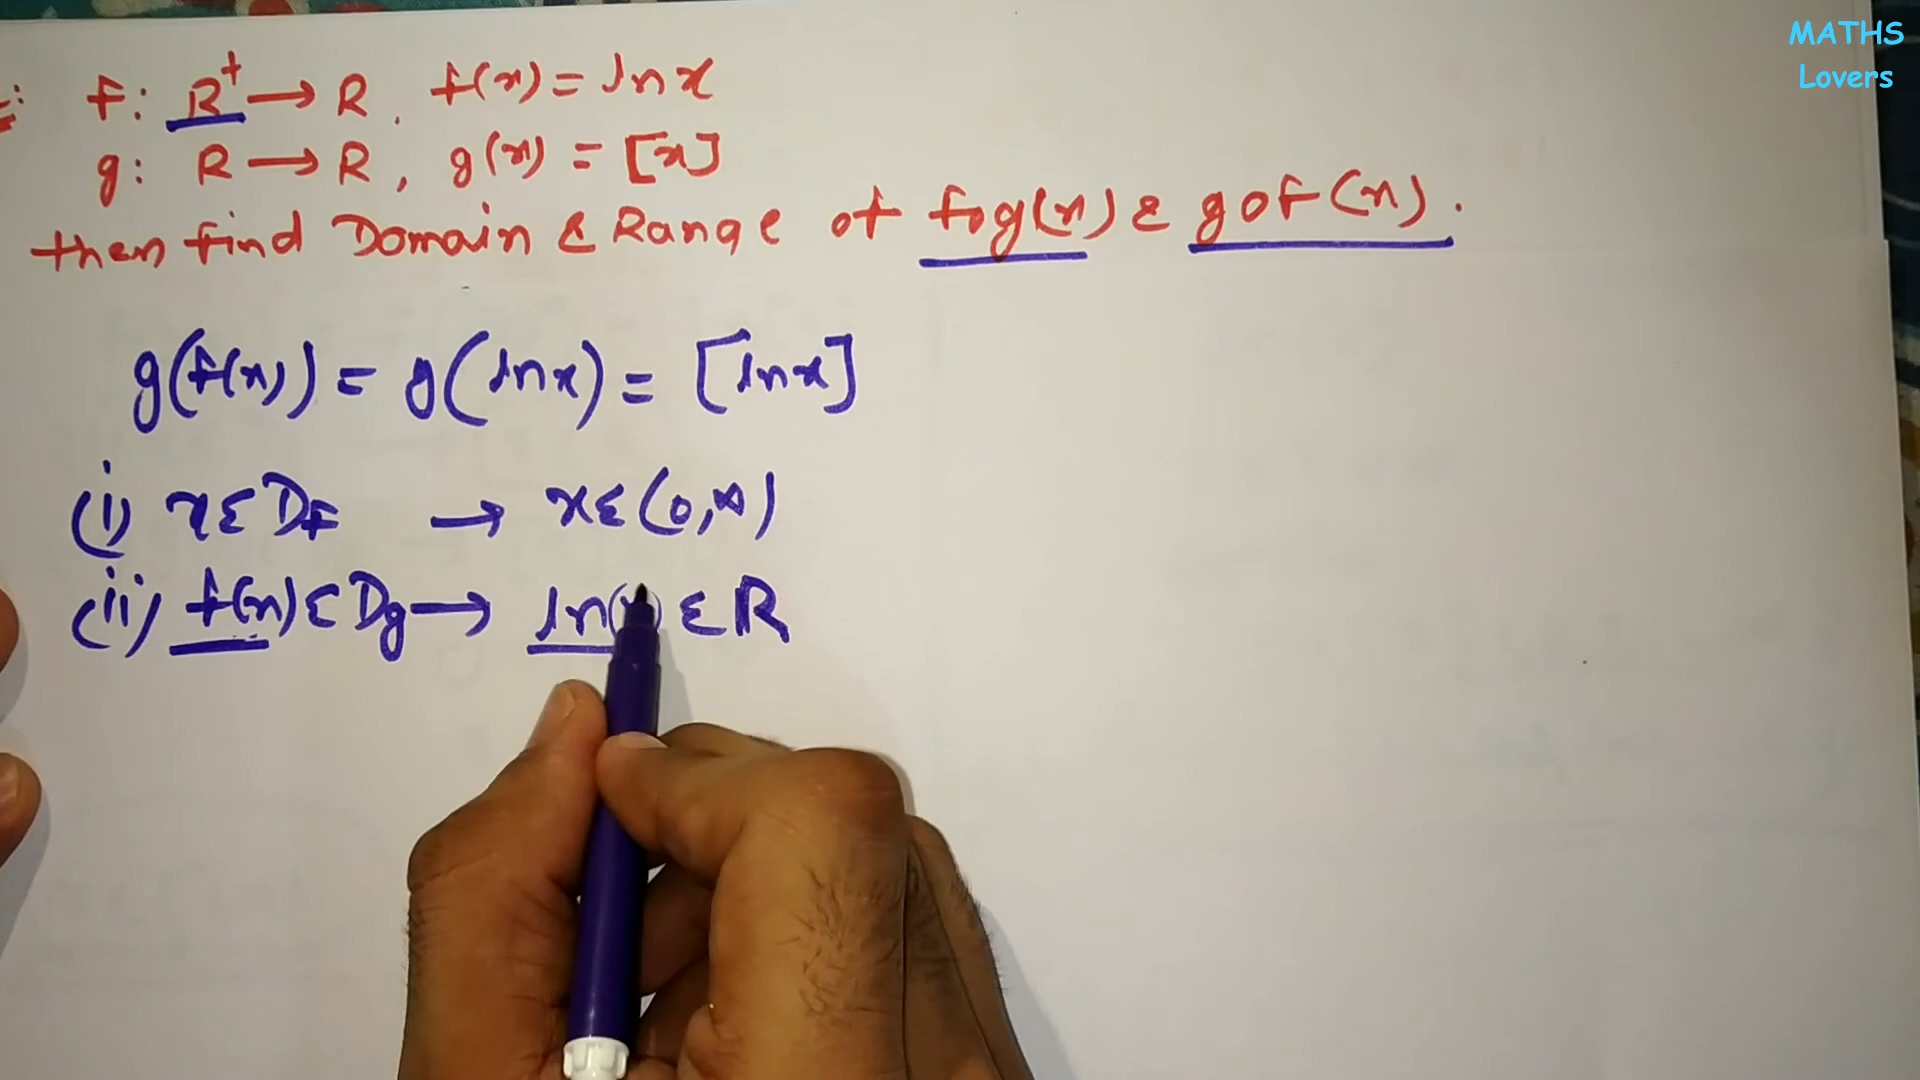 MATHS
Lovers
f: R⁺ → R, f(x) = ln x
g: R → R, g(x) = [x]
then find Domain & Range of fog(x) & gof(x).
g(f(x)) = g(ln x) = [ln x]
(i) x ∈ Df → x ∈ (0, ∞)
(ii) f(x) ∈ Dg → ln(x) ∈ R